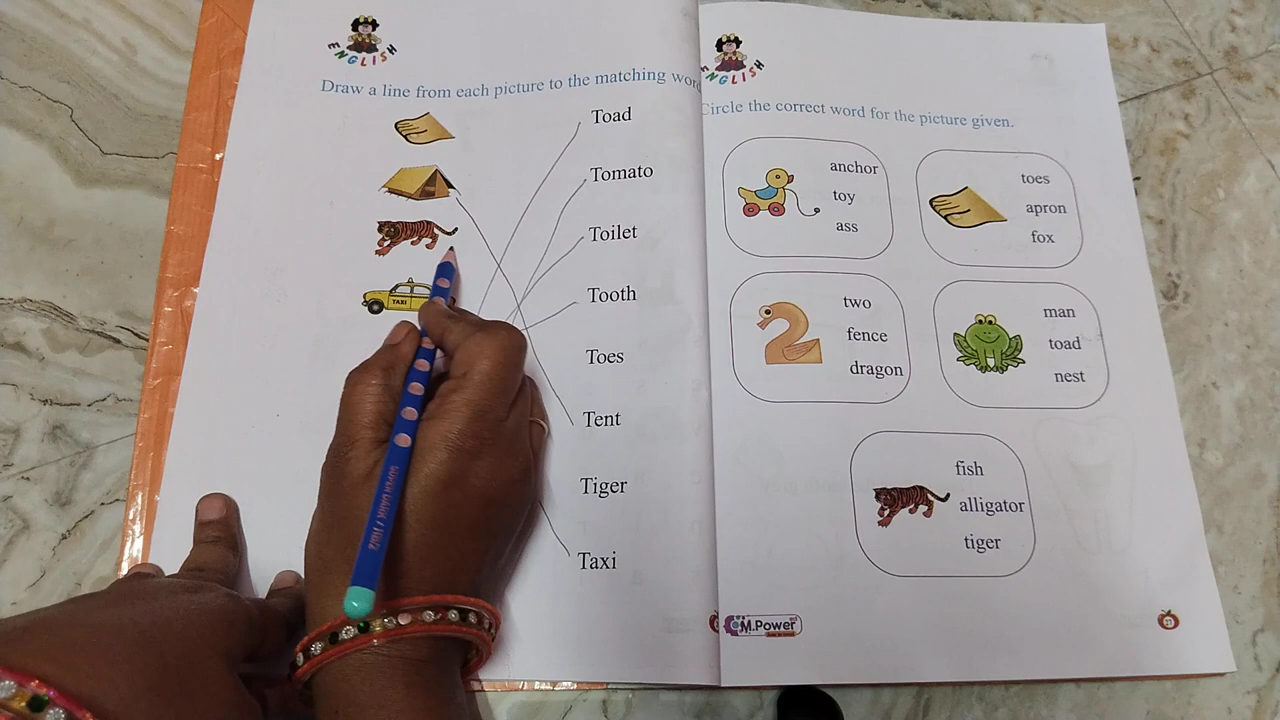 ENGLISH
Draw a line from each picture to the matching word
Toad
Tomato
Toilet
TAXI
Tooth
Toes
Tent
Tiger
Taxi
SUPER DARK
ENGLISH
Circle the correct word for the picture given.
anchor
toy
ass
toes
apron
fox
two
fence
dragon
man
toad
nest
fish
alligator
tiger
M.Power